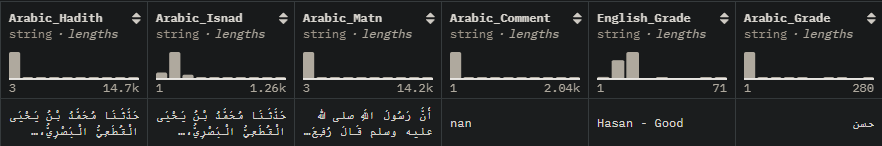 Arabic_Hadith Arabic_Isnad Arabic_Matn Arabic_Comment English_Grade Arabic_Grade
string · lengths string · lengths string · lengths string · lengths string · lengths string · lengths
3 14.7k 1 1.26k 3 14.2k 1 2.04k 1 71 1 280
حَدَّثَنَا مُحَمَّدُ بْنُ يَحْيَى
الْقُطَعِيُّ الْبَصْرِيُّ،…
حَدَّثَنَا مُحَمَّدُ بْنُ يَحْيَى
الْقُطَعِيُّ الْبَصْرِيُّ،…
أَنَّ رَسُولَ اللَّهِ صلى الله
عليه وسلم قَالَ رُفِعَ…
nan
Hasan - Good
حسن